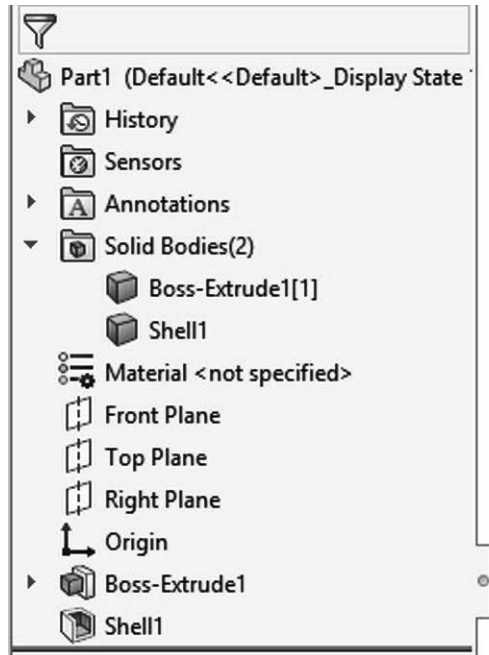 Part1 (Default<<Default>_Display State
History
Sensors
Annotations
Solid Bodies(2)
Boss-Extrude1[1]
Shell1
Material <not specified>
Front Plane
Top Plane
Right Plane
Origin
Boss-Extrude1
Shell1